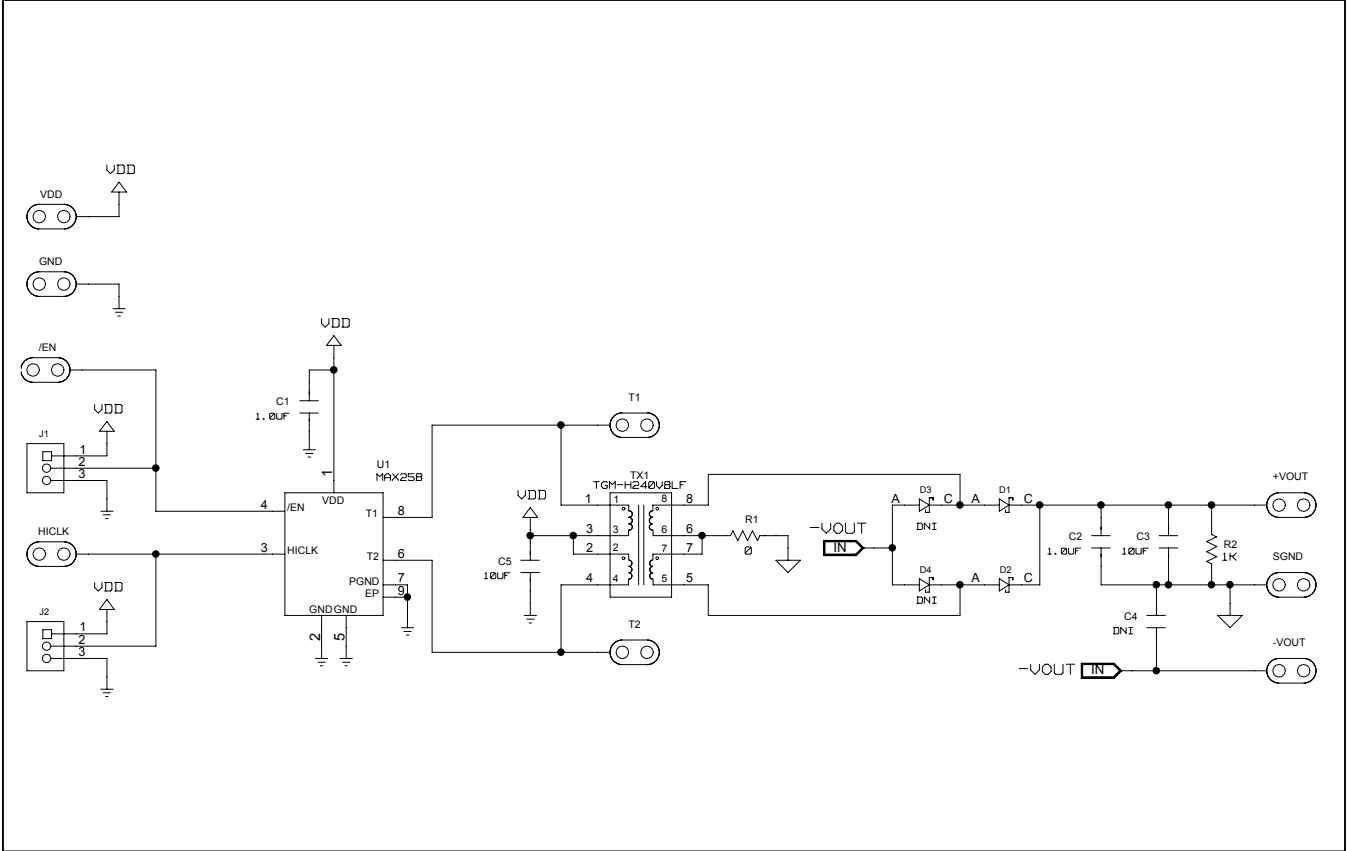 VDD
VDD
GND
/EN
VDD
J1
1
2
3
HICLK
VDD
J2
1
2
3
VDD
C1
1.0UF
1
U1
MAX258
VDD
4
/EN
T1
8
3
HICLK
T2
6
PGND
7
EP
9
GND
GND
2
5
T1
TX1
TGM-H240V8LF
VDD
1
1
8
8
3
3
6
6
2
2
7
7
4
4
5
5
C5
10UF
R1
0
T2
-VOUT
IN
A
D3
C
DNI
A
D1
C
A
D4
C
DNI
A
D2
C
C2
1.0UF
C3
10UF
R2
1K
+VOUT
SGND
C4
DNI
-VOUT
-VOUT
IN